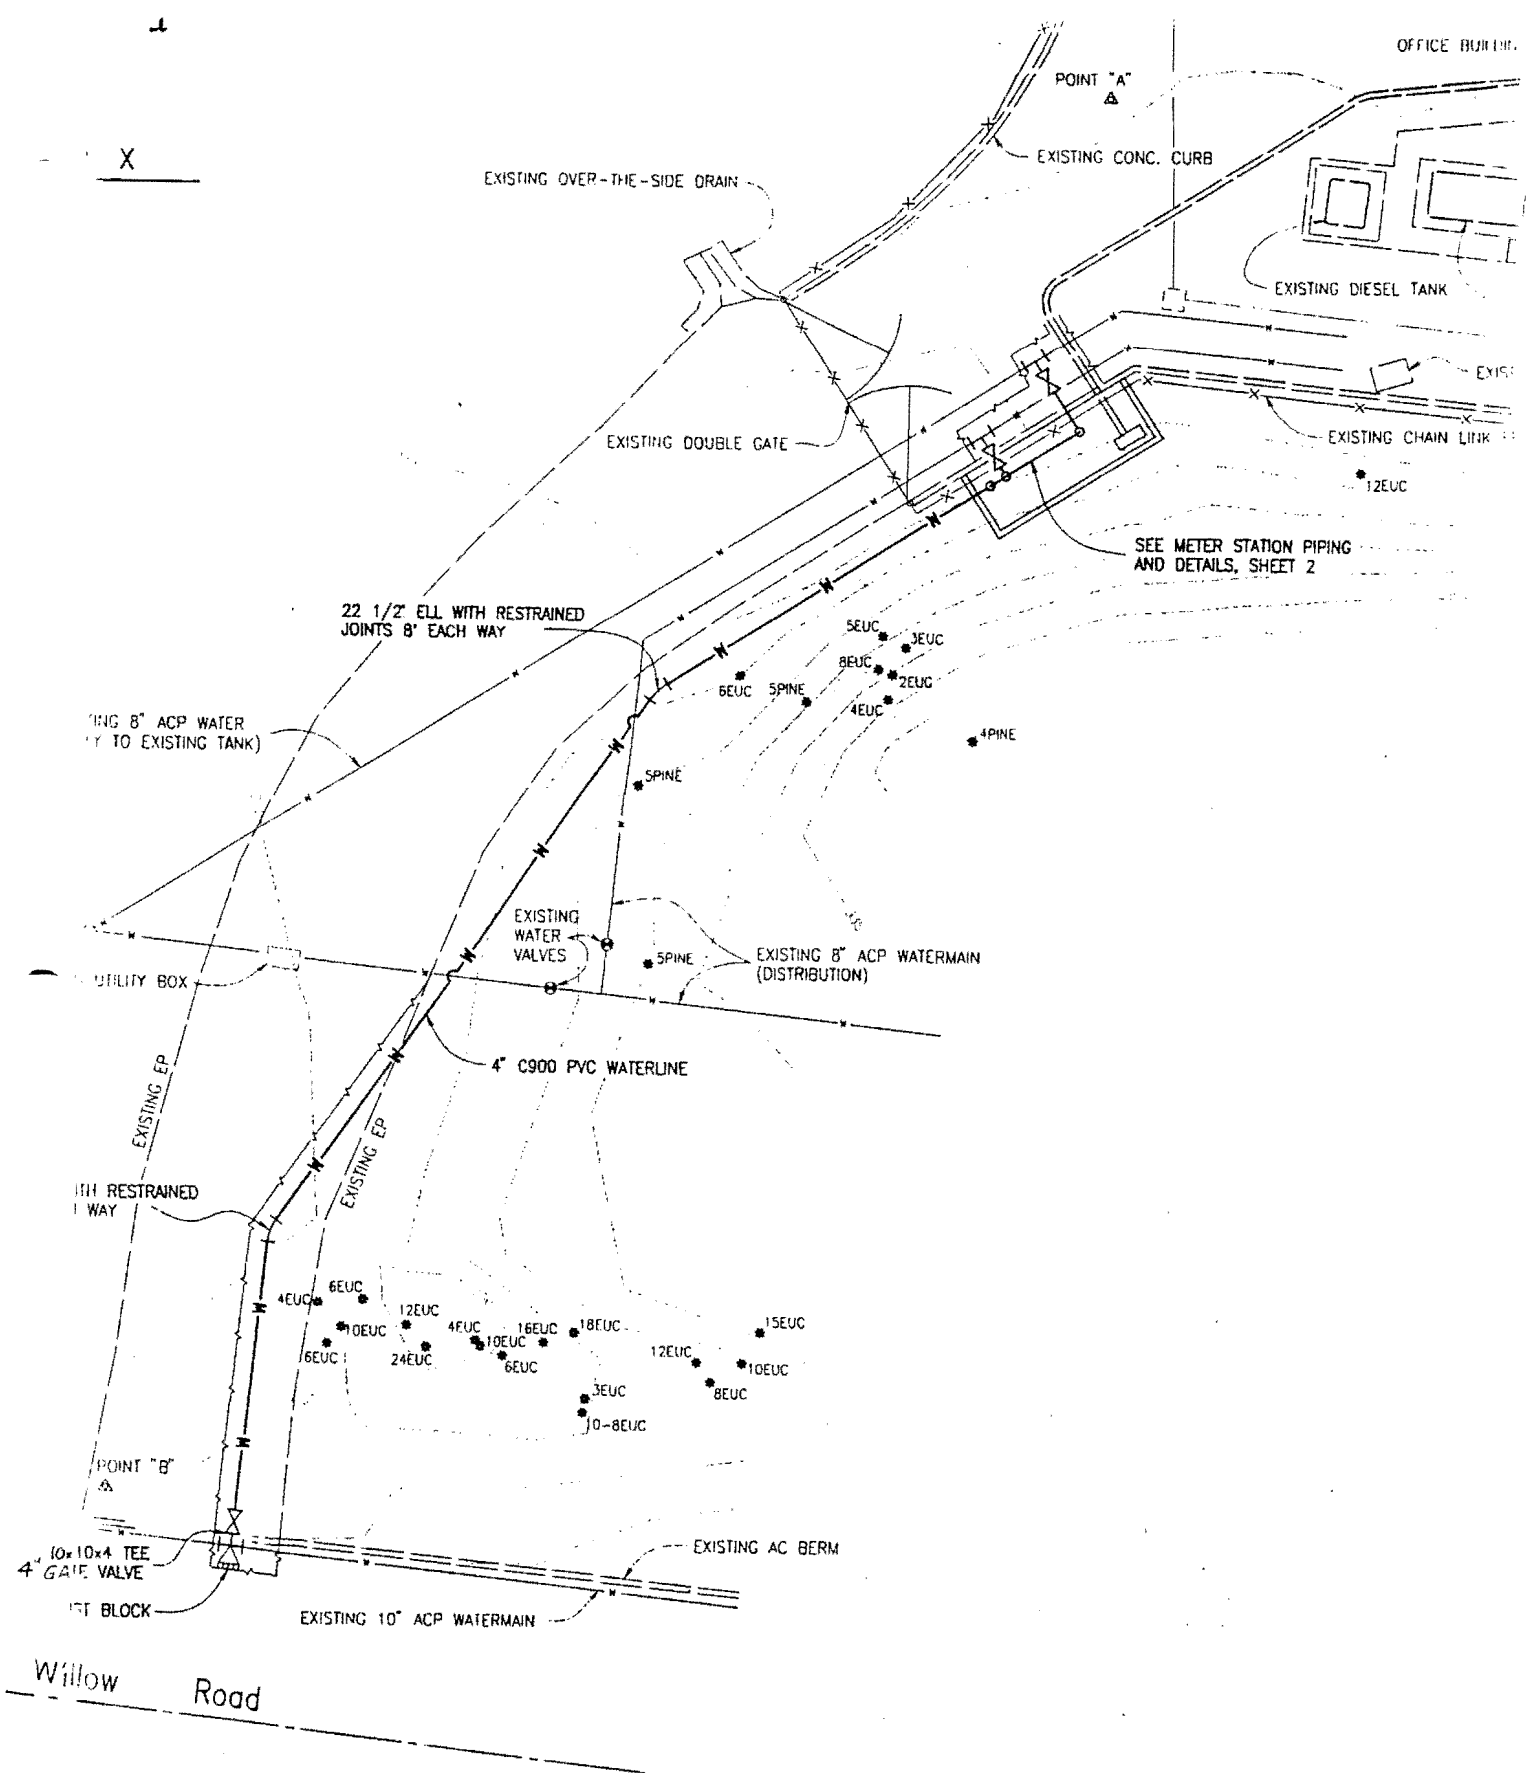 OFFICE
POINT "A"
X
EXISTING CONC. CURB
EXISTING OVER-THE-SIDE DRAIN
EXISTING DIESEL TANK
EXISTING DOUBLE GATE
EXISTING CHAIN LINK
12EUC
SEE METER STATION PIPING
AND DETAILS, SHEET 2
22 1/2° ELL WITH RESTRAINED
JOINTS 8' EACH WAY
5EUC
3EUC
8EUC
2EUC
6EUC
5PINE
4EUC
4PINE
8" ACP WATER
TO EXISTING TANK)
5PINE
EXISTING
WATER
VALVES
5PINE
EXISTING 8" ACP WATERMAIN
(DISTRIBUTION)
UTILITY BOX
4" C900 PVC WATERLINE
EXISTING EP
EXISTING EP
RESTRAINED
WAY
4EUC
6EUC
10EUC
6EUC
12EUC
24EUC
4EUC
10EUC
6EUC
16EUC
18EUC
15EUC
12EUC
10EUC
8EUC
3EUC
10-8EUC
POINT "B"
10x10x4 TEE
4" GATE VALVE
BLOCK
EXISTING AC BERM
EXISTING 10" ACP WATERMAIN
Willow Road